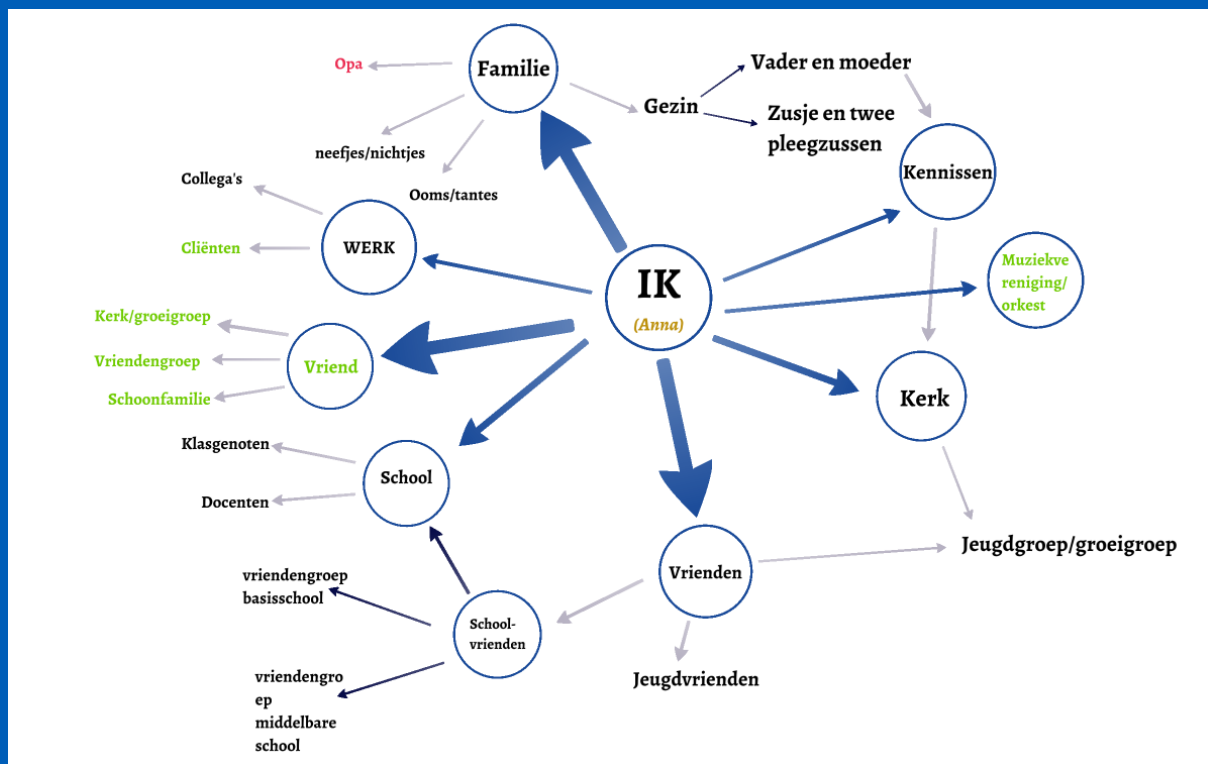 Opa
Familie
Vader en moeder
Gezin
Zusje en twee
pleegzussen
neefjes/nichtjes
Ooms/tantes
Kennissen
Collega's
WERK
Cliënten
IK
(Anna)
Muziekve
reniging/
orkest
Kerk/groeigroep
Vriendengroep
Vriend
Schoonfamilie
Kerk
Klasgenoten
School
Docenten
Jeugdgroep/groeigroep
Vrienden
vriendengroep
basisschool
School-
vrienden
Jeugdvrienden
vriendengro
ep
middelbare
school